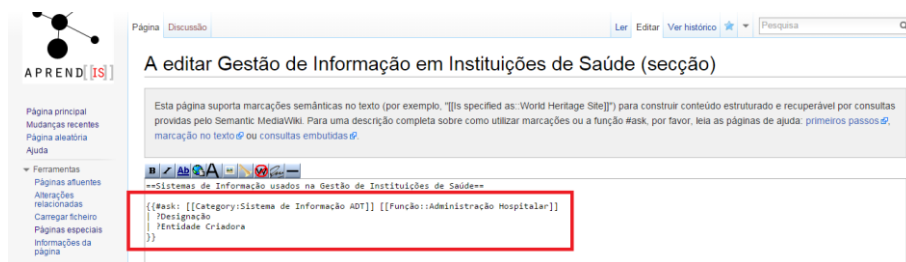 Página Discussão Ler Editar Ver histórico Pesquisa
APREND[[IS]]
A editar Gestão de Informação em Instituições de Saúde (secção)
Página principal
Mudanças recentes
Página aleatória
Ajuda
Ferramentas
Páginas afluentes
Alterações
relacionadas
Carregar ficheiro
Páginas especiais
Informações da
página
Esta página suporta marcações semânticas no texto (por exemplo, "[[Is specified as::World Heritage Site]]") para construir conteúdo estruturado e recuperável por consultas
providas pelo Semantic MediaWiki. Para uma descrição completa sobre como utilizar marcações ou a função #ask, por favor, leia as páginas de ajuda: primeiros passos,
marcação no texto ou consultas embutidas.
B I Ab A W
==Sistemas de Informação usados na Gestão de Instituições de Saúde==
{{#ask: [[Category:Sistema de Informação ADT]] [[Função::Administração Hospitalar]]
| ?Designação
| ?Entidade Criadora
}}